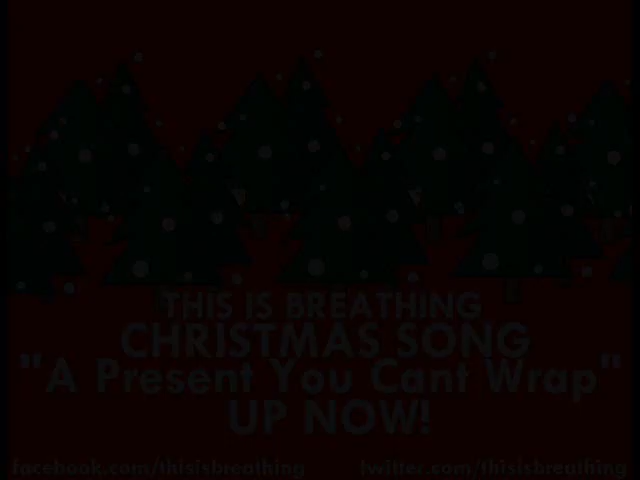 THIS IS BREATHING
CHRISTMAS SONG
"A Present You Cant Wrap"
UP NOW!
facebook.com/thisisbreathing twitter.com/thisisbreathing